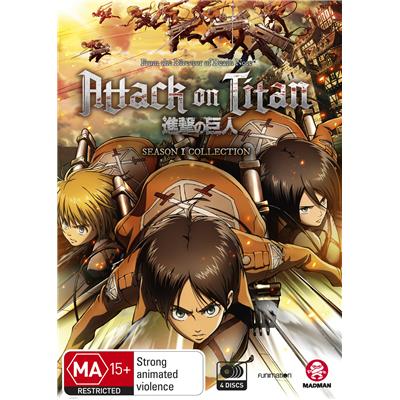 From the Director of Death Note
Attack on Titan
進撃の巨人
SEASON 1 COLLECTION
MA 15+
RESTRICTED
Strong
animated
violence
4 DISCS
FUNIMATION
MADMAN